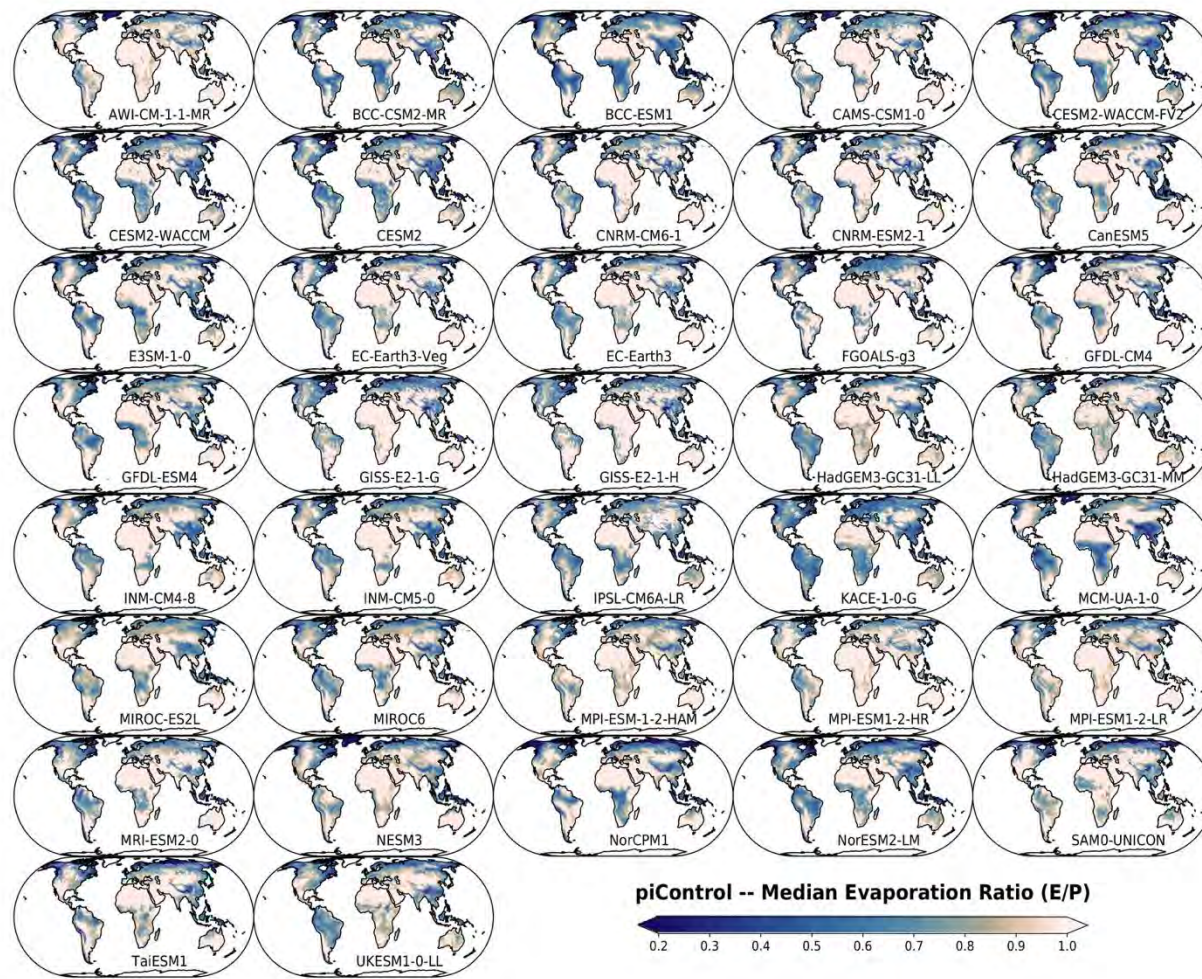 AWI-CM-1-1-MR
BCC-CSM2-MR
BCC-ESM1
CAMS-CSM1-0
CESM2-WACCM-FV2
CESM2-WACCM
CESM2
CNRM-CM6-1
CNRM-ESM2-1
CanESM5
E3SM-1-0
EC-Earth3-Veg
EC-Earth3
FGOALS-g3
GFDL-CM4
GFDL-ESM4
GISS-E2-1-G
GISS-E2-1-H
HadGEM3-GC31-LL
HadGEM3-GC31-MM
INM-CM4-8
INM-CM5-0
IPSL-CM6A-LR
KACE-1-0-G
MCM-UA-1-0
MIROC-ES2L
MIROC6
MPI-ESM-1-2-HAM
MPI-ESM1-2-HR
MPI-ESM1-2-LR
MRI-ESM2-0
NESM3
NorCPM1
NorESM2-LM
SAM0-UNICON
TaiESM1
UKESM1-0-LL
piControl -- Median Evaporation Ratio (E/P)
0.2 0.3 0.4 0.5 0.6 0.7 0.8 0.9 1.0